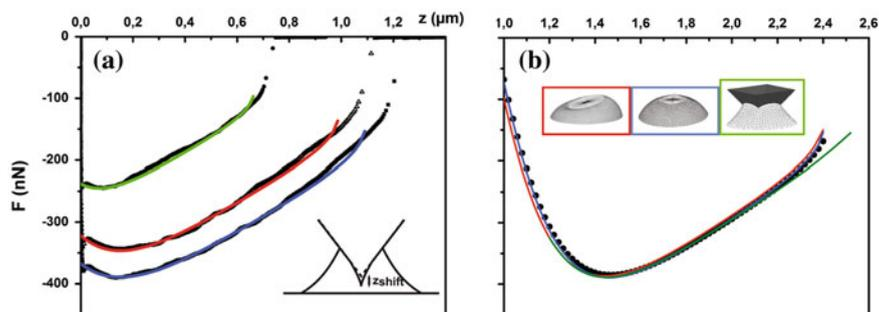 0,0 0,2 0,4 0,6 0,8 1,0 1,2 z (µm)
0
-100
-200
-300
-400
F (nN)
(a)
zshift
1,0 1,2 1,4 1,6 1,8 2,0 2,2 2,4 2,6
(b)